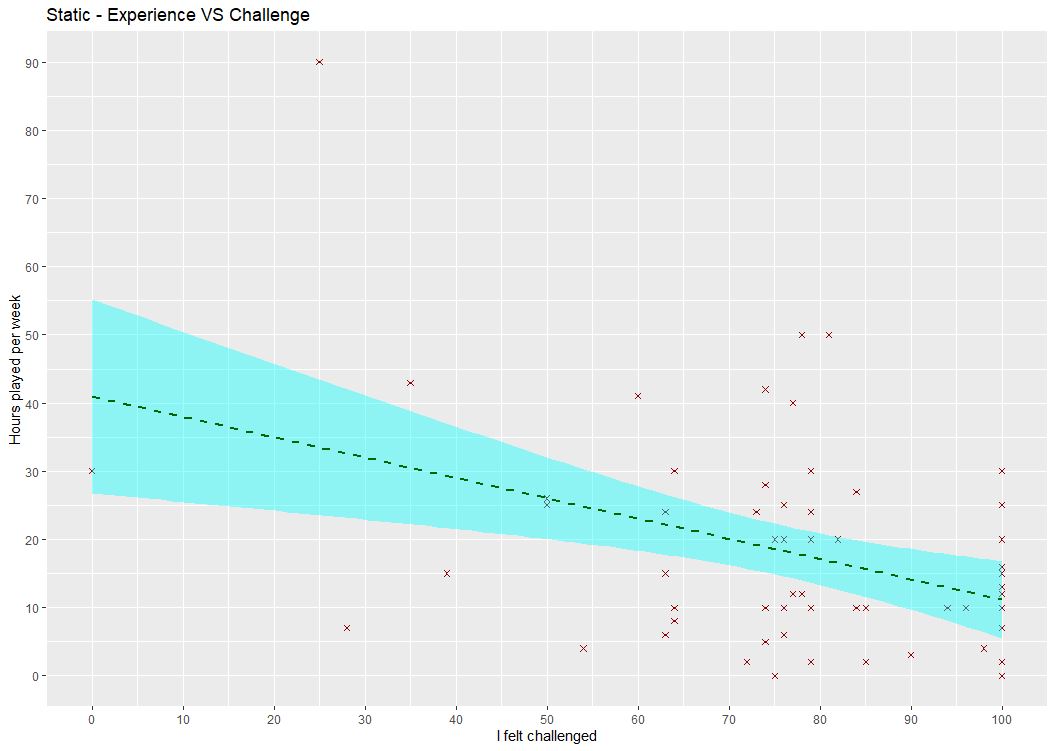 Static - Experience VS Challenge
90
80
70
60
50
40
30
20
10
0
Hours played per week
0 10 20 30 40 50 60 70 80 90 100
I felt challenged